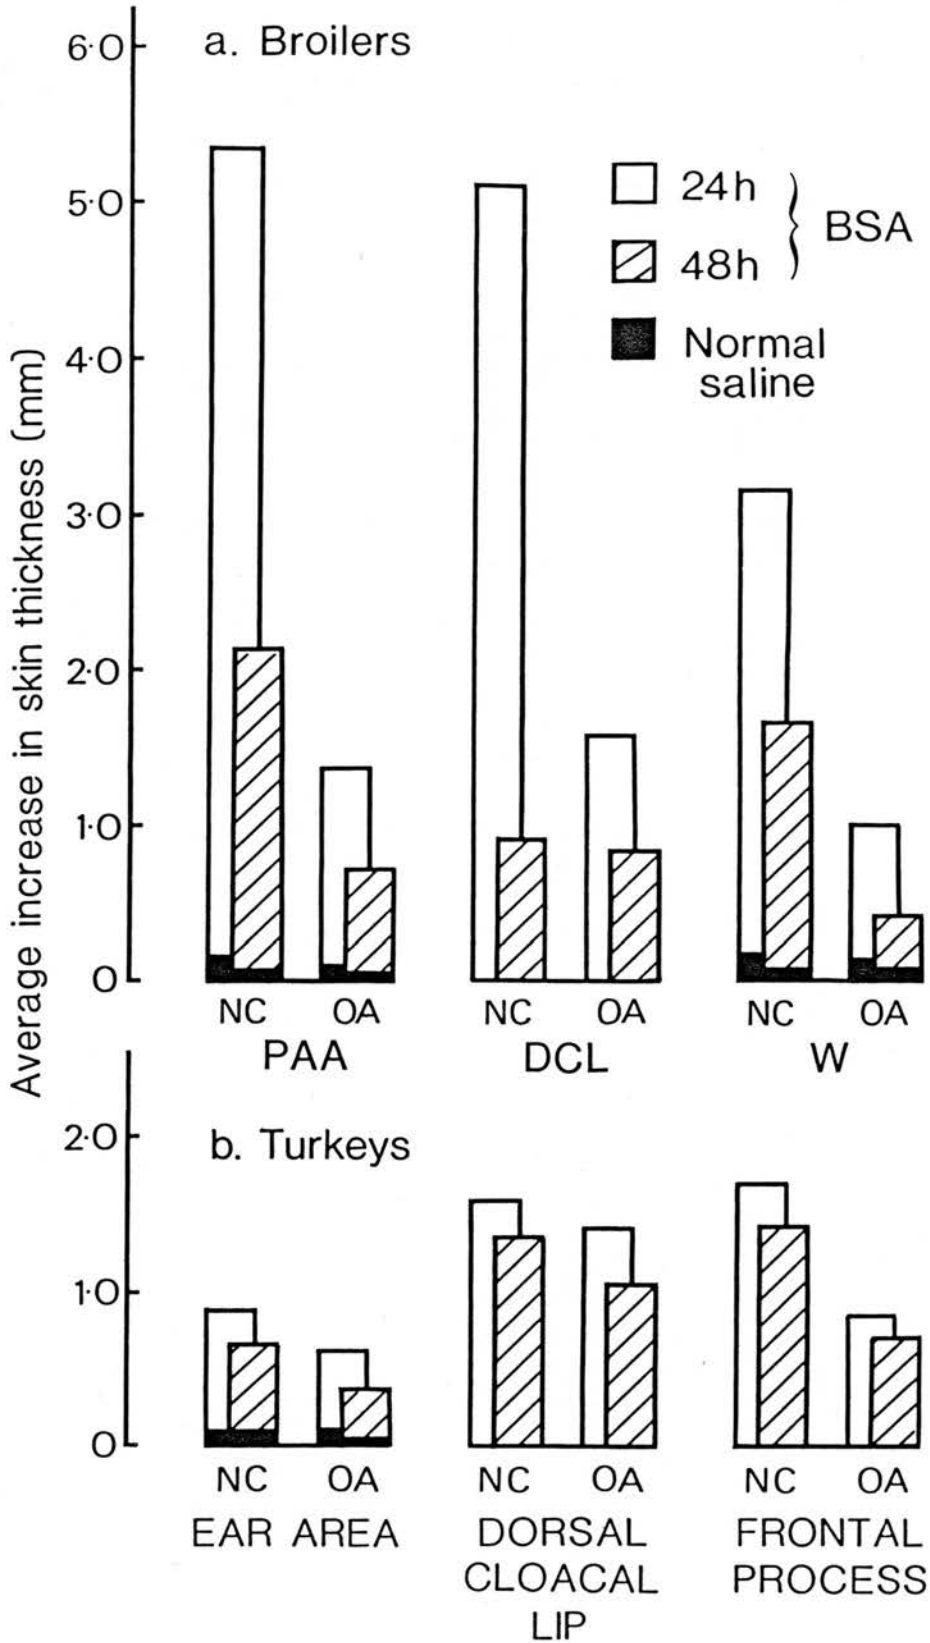 a. Broilers
6·0
5·0
4·0
3·0
2·0
1·0
0
Average increase in skin thickness (mm)
24h
48h
BSA
Normal
saline
NC OA NC OA NC OA
PAA DCL W
b. Turkeys
2·0
1·0
0
NC OA NC OA NC OA
EAR AREA DORSAL FRONTAL
CLOACAL PROCESS
LIP